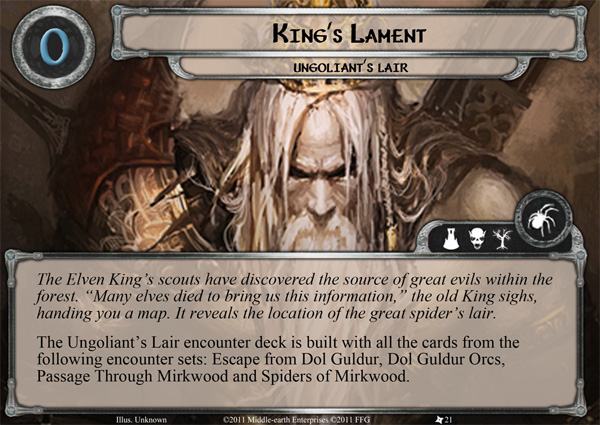 0
King's Lament
Ungoliant's Lair
The Elven King's scouts have discovered the source of great evils within the
forest. “Many elves died to bring us this information,” the old King sighs,
handing you a map. It reveals the location of the great spider's lair.
The Ungoliant's Lair encounter deck is built with all the cards from the
following encounter sets: Escape from Dol Guldur, Dol Guldur Orcs,
Passage Through Mirkwood and Spiders of Mirkwood.
Illus. Unknown ©2011 Middle-earth Enterprises ©2011 FFG 21